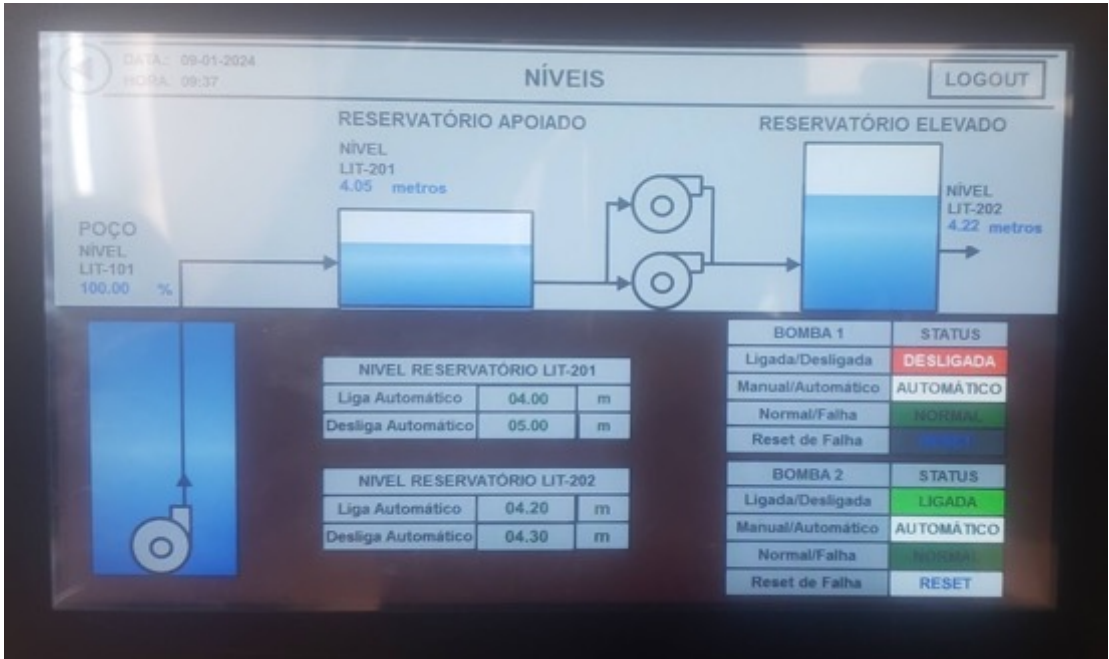 DATA: 09-01-2024
HORA: 09:37
NÍVEIS
LOGOUT
RESERVATÓRIO APOIADO
NÍVEL
LIT-201
4.05 metros
RESERVATÓRIO ELEVADO
NÍVEL
LIT-202
4.22 metros
POÇO
NÍVEL
LIT-101
100.00 %
NIVEL RESERVATÓRIO LIT-201
Liga Automático 04.00 m
Desliga Automático 05.00 m
NIVEL RESERVATÓRIO LIT-202
Liga Automático 04.20 m
Desliga Automático 04.30 m
BOMBA 1 STATUS
Ligada/Desligada DESLIGADA
Manual/Automático AUTOMÁTICO
Normal/Falha NORMAL
Reset de Falha
BOMBA 2 STATUS
Ligada/Desligada LIGADA
Manual/Automático AUTOMÁTICO
Normal/Falha NORMAL
Reset de Falha RESET